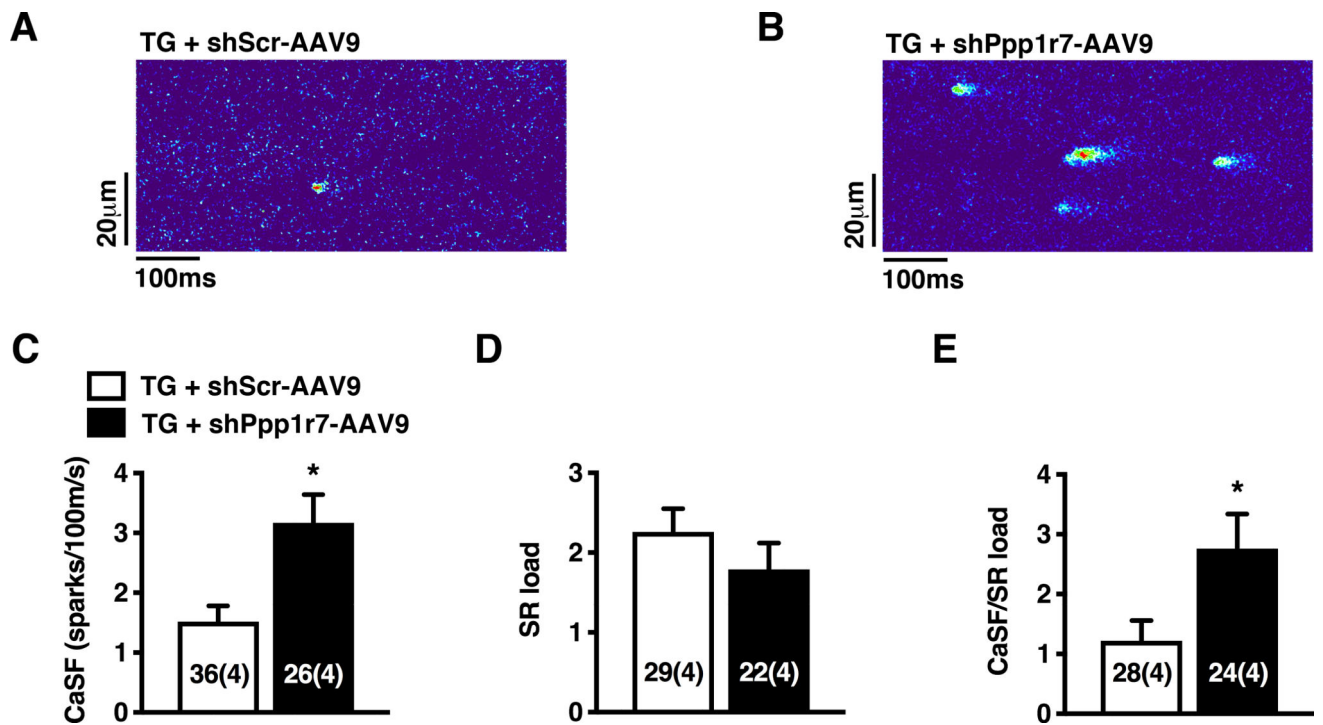 A
TG + shScr-AAV9
20μm
100ms
B
TG + shPpp1r7-AAV9
20μm
100ms
C
TG + shScr-AAV9
TG + shPpp1r7-AAV9
CaSF (sparks/100m/s)
4
3
2
1
0
*
36(4)
26(4)
D
SR load
3
2
1
0
29(4)
22(4)
E
CaSF/SR load
4
3
2
1
0
*
28(4)
24(4)